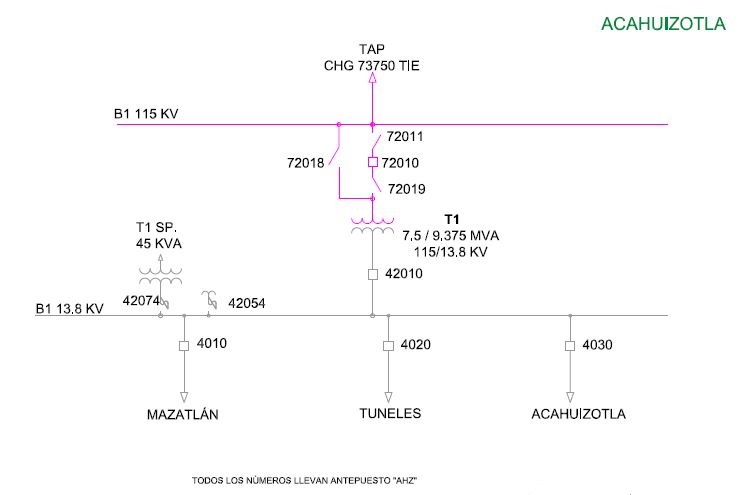 ACAHUIZOTLA
TAP
CHG 73750 TIE
B1 115 KV
72011
72018
72010
72019
T1
7,5 / 9,375 MVA
115/13.8 KV
T1 SP.
45 KVA
42010
42074
42054
B1 13.8 KV
4010
4020
4030
MAZATLÁN
TUNELES
ACAHUIZOTLA
TODOS LOS NÙMEROS LLEVAN ANTEPUESTO "AHZ"